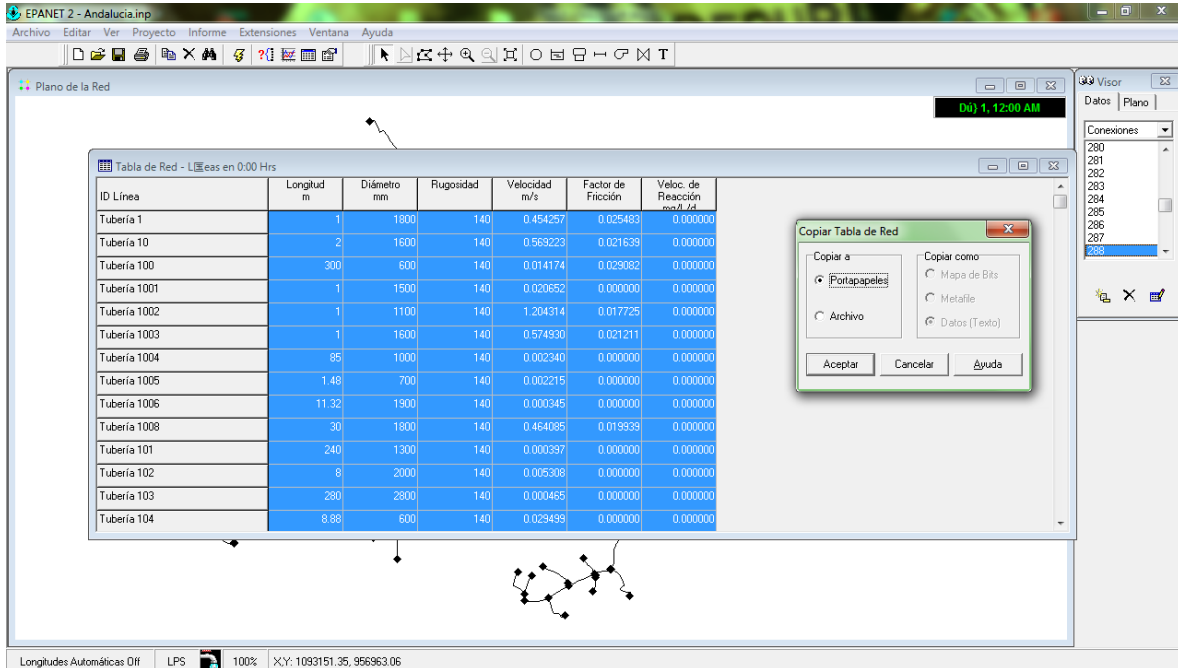 EPANET 2 - Andalucia.inp
Archivo Editar Ver Proyecto Informe Extensiones Ventana Ayuda
T
Plano de la Red
Dú} 1, 12:00 AM
Visor
Datos Plano
Conexiones
280
281
282
283
284
285
286
287
288
Tabla de Red - L匤eas en 0:00 Hrs
ID Línea Longitud m Diámetro mm Rugosidad Velocidad m/s Factor de Fricción Veloc. de Reacción mg/L/d
Tubería 1 1 1800 140 0.454257 0.025483 0.000000
Tubería 10 2 1600 140 0.569223 0.021639 0.000000
Tubería 100 300 600 140 0.014174 0.029082 0.000000
Tubería 1001 1 1500 140 0.020652 0.000000 0.000000
Tubería 1002 1 1100 140 1.204314 0.017725 0.000000
Tubería 1003 1 1600 140 0.574930 0.021211 0.000000
Tubería 1004 85 1000 140 0.002340 0.000000 0.000000
Tubería 1005 1.48 700 140 0.002215 0.000000 0.000000
Tubería 1006 11.32 1900 140 0.000345 0.000000 0.000000
Tubería 1008 30 1800 140 0.464085 0.019939 0.000000
Tubería 101 240 1300 140 0.000397 0.000000 0.000000
Tubería 102 8 2000 140 0.005308 0.000000 0.000000
Tubería 103 280 2800 140 0.000465 0.000000 0.000000
Tubería 104 8.88 600 140 0.029499 0.000000 0.000000
Copiar Tabla de Red
Copiar a
Portapapeles
Archivo
Copiar como
Mapa de Bits
Metafile
Datos (Texto)
Aceptar Cancelar Ayuda
Longitudes Automáticas Off LPS 100% X,Y: 1093151.35, 956963.06